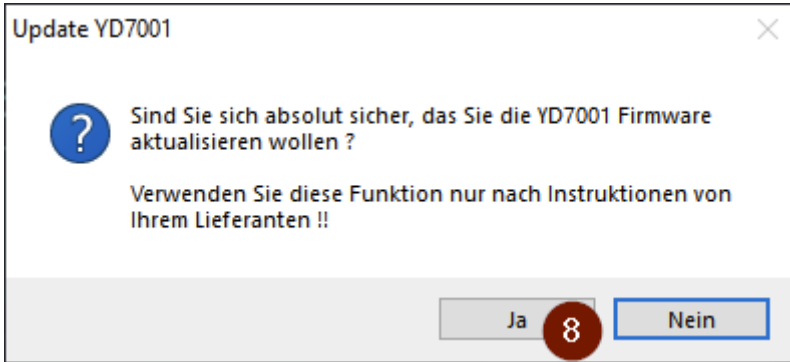 Update YD7001
?
Sind Sie sich absolut sicher, das Sie die YD7001 Firmware
aktualisieren wollen ?
Verwenden Sie diese Funktion nur nach Instruktionen von
Ihrem Lieferanten !!
Ja
8
Nein